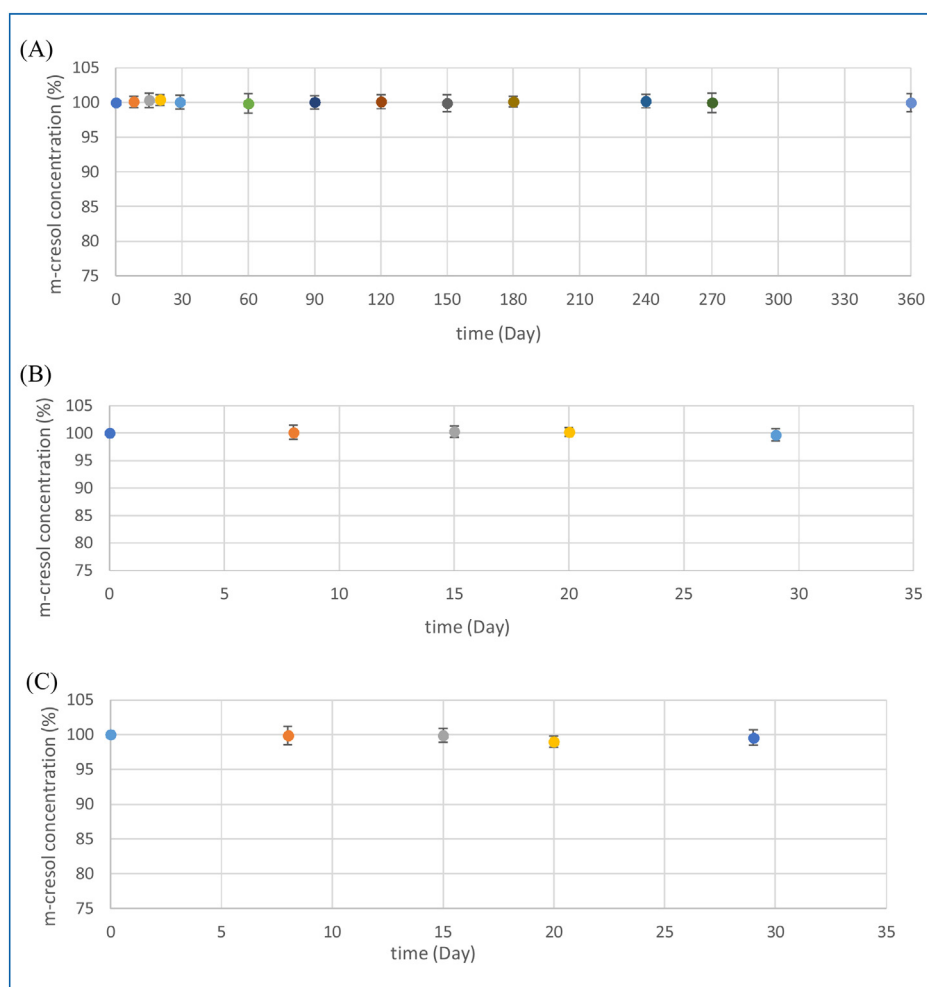 (A)
m-cresol concentration (%)
105
100
95
90
85
80
75
0 30 60 90 120 150 180 210 240 270 300 330 360
time (Day)
(B)
m-cresol concentration (%)
105
100
95
90
85
80
75
0 5 10 15 20 25 30 35
time (Day)
(C)
m-cresol concentration (%)
105
100
95
90
85
80
75
0 5 10 15 20 25 30 35
time (Day)